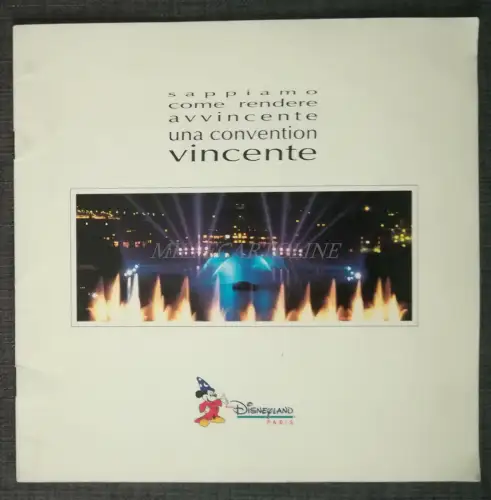 sappiamo
come rendere
avvincente
una convention
vincente
DISNEYLAND
PARIS